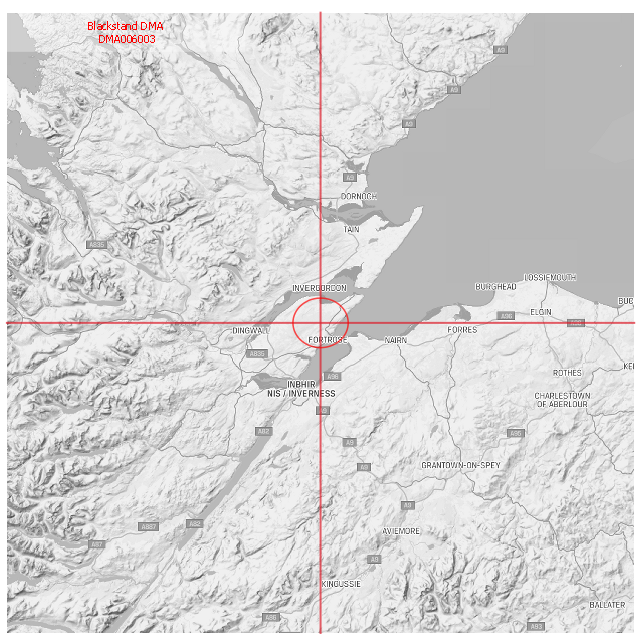 Blackstand DMA
DMA006003
A9
A9
A9
A9
DORNOCH
TAIN
A835
LOSSIEMOUTH
INVERGORDON
BURGHEAD
BUC
ELGIN
A96
DINGWALL
FORRES
FORTROSE
NAIRN
A835
ROTHES
KE
A96
INBHIR
NIS / INVERNESS
CHARLESTOWN
OF ABERLOUR
A9
A82
A95
A9
A9
GRANTOWN-ON-SPEY
A9
A887
A82
AVIEMORE
A87
A9
KINGUSSIE
BALLATER
A86
A93